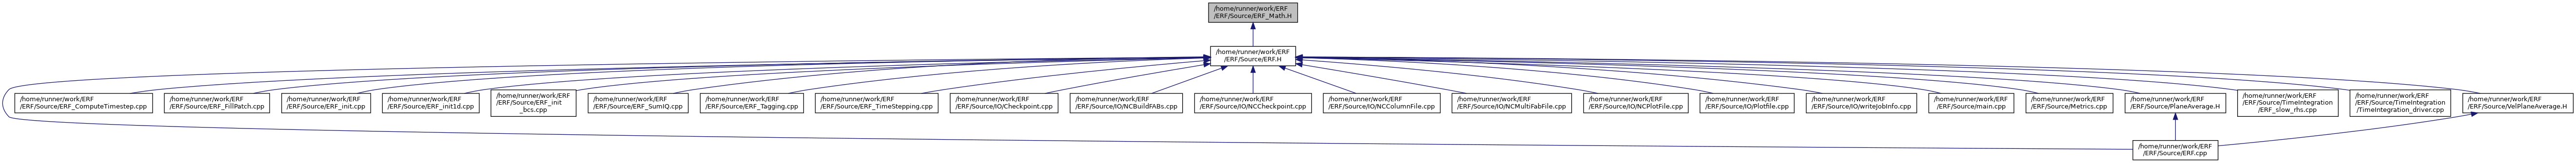 /home/runner/work/ERF
/ERF/Source/ERF_Math.H
/home/runner/work/ERF
/ERF/Source/ERF.H
/home/runner/work/ERF
/ERF/Source/ERF_ComputeTimestep.cpp
/home/runner/work/ERF
/ERF/Source/ERF_FillPatch.cpp
/home/runner/work/ERF
/ERF/Source/ERF_init.cpp
/home/runner/work/ERF
/ERF/Source/ERF_init1d.cpp
/home/runner/work/ERF
/ERF/Source/ERF_init
_bcs.cpp
/home/runner/work/ERF
/ERF/Source/ERF_SumIQ.cpp
/home/runner/work/ERF
/ERF/Source/ERF_Tagging.cpp
/home/runner/work/ERF
/ERF/Source/ERF_TimeStepping.cpp
/home/runner/work/ERF
/ERF/Source/IO/Checkpoint.cpp
/home/runner/work/ERF
/ERF/Source/IO/NCBuildFABs.cpp
/home/runner/work/ERF
/ERF/Source/IO/NCCheckpoint.cpp
/home/runner/work/ERF
/ERF/Source/IO/NCColumnFile.cpp
/home/runner/work/ERF
/ERF/Source/IO/NCMultiFabFile.cpp
/home/runner/work/ERF
/ERF/Source/IO/NCPlotFile.cpp
/home/runner/work/ERF
/ERF/Source/IO/Plotfile.cpp
/home/runner/work/ERF
/ERF/Source/IO/writeJobInfo.cpp
/home/runner/work/ERF
/ERF/Source/main.cpp
/home/runner/work/ERF
/ERF/Source/Metrics.cpp
/home/runner/work/ERF
/ERF/Source/PlaneAverage.H
/home/runner/work/ERF
/ERF/Source/TimeIntegration
/ERF_slow_rhs.cpp
/home/runner/work/ERF
/ERF/Source/TimeIntegration
/TimeIntegration_driver.cpp
/home/runner/work/ERF
/ERF/Source/VelPlaneAverage.H
/home/runner/work/ERF
/ERF/Source/ERF.cpp